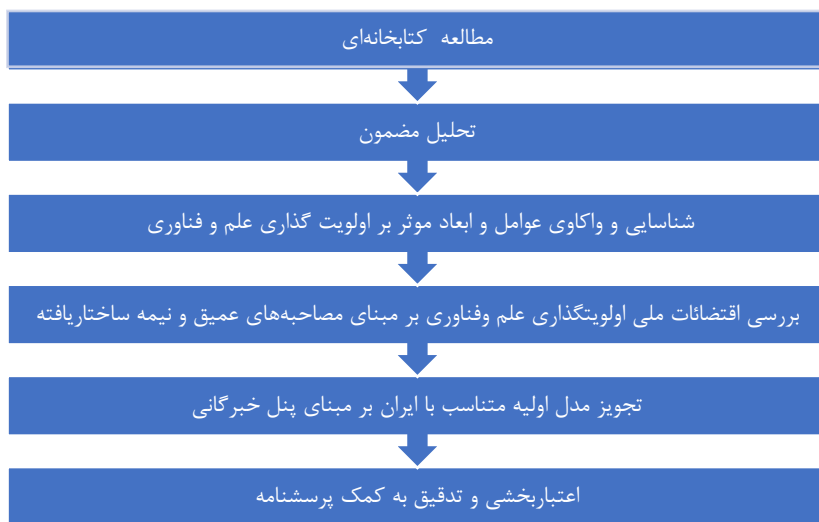 مطالعه کتابخانه‌ای
تحلیل مضمون
شناسایی و واکاوی عوامل و ابعاد موثر بر اولویت گذاری علم و فناوری
بررسی اقتضائات ملی اولویتگذاری علم وفناوری بر مبنای مصاحبه‌های عمیق و نیمه ساختاریافته
تجویز مدل اولیه متناسب با ایران بر مبنای پنل خبرگانی
اعتباربخشی و تدقیق به کمک پرسشنامه